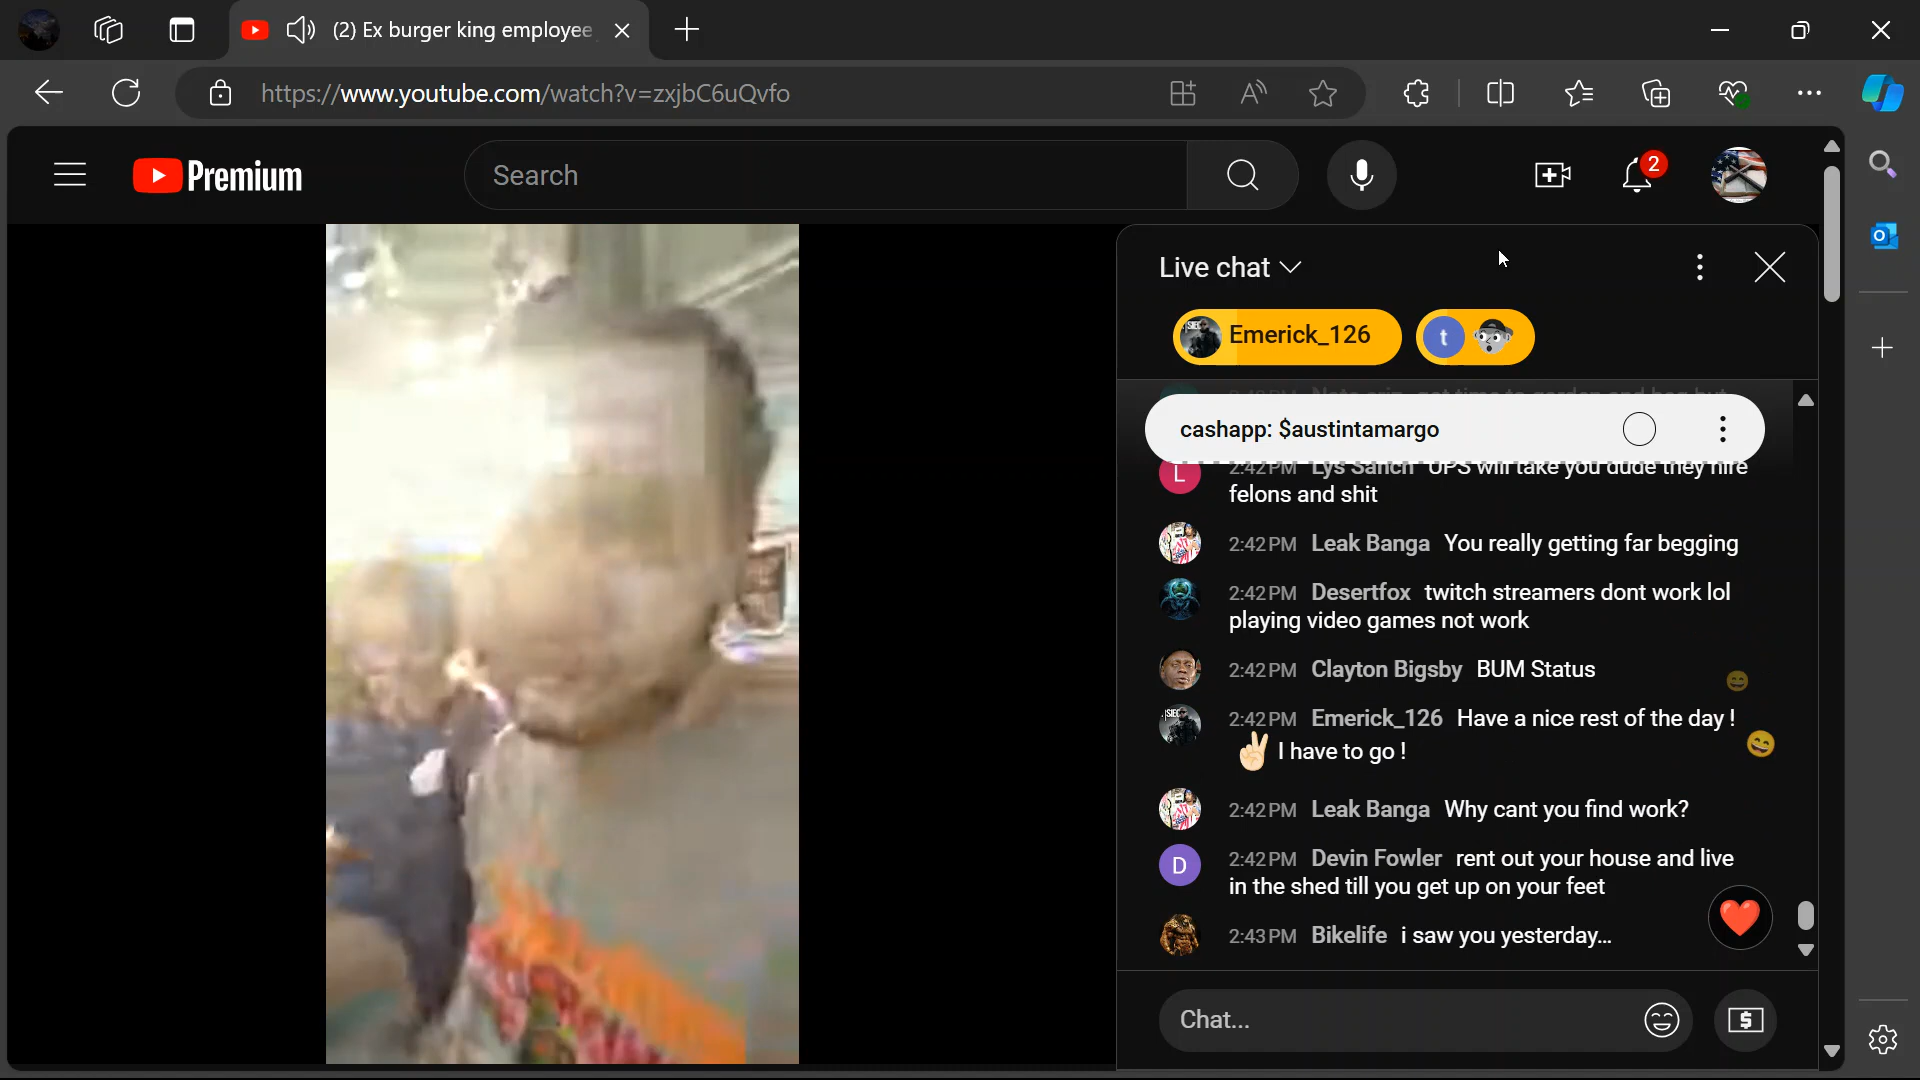 (2) Ex burger king employee
https://www.youtube.com/watch?v=zxjbC6uQvfo
Premium
Search
2
Live chat
Emerick_126
t
cashapp: $austintamargo
L
2:42 PM Lys Sanch UPS will take you dude they hire
felons and shit
2:42 PM Leak Banga You really getting far begging
2:42 PM Desertfox twitch streamers dont work lol
playing video games not work
2:42 PM Clayton Bigsby BUM Status
2:42 PM Emerick_126 Have a nice rest of the day !
✌🏻 I have to go !
2:42 PM Leak Banga Why cant you find work?
D
2:42 PM Devin Fowler rent out your house and live
in the shed till you get up on your feet
2:43 PM Bikelife i saw you yesterday...
Chat...